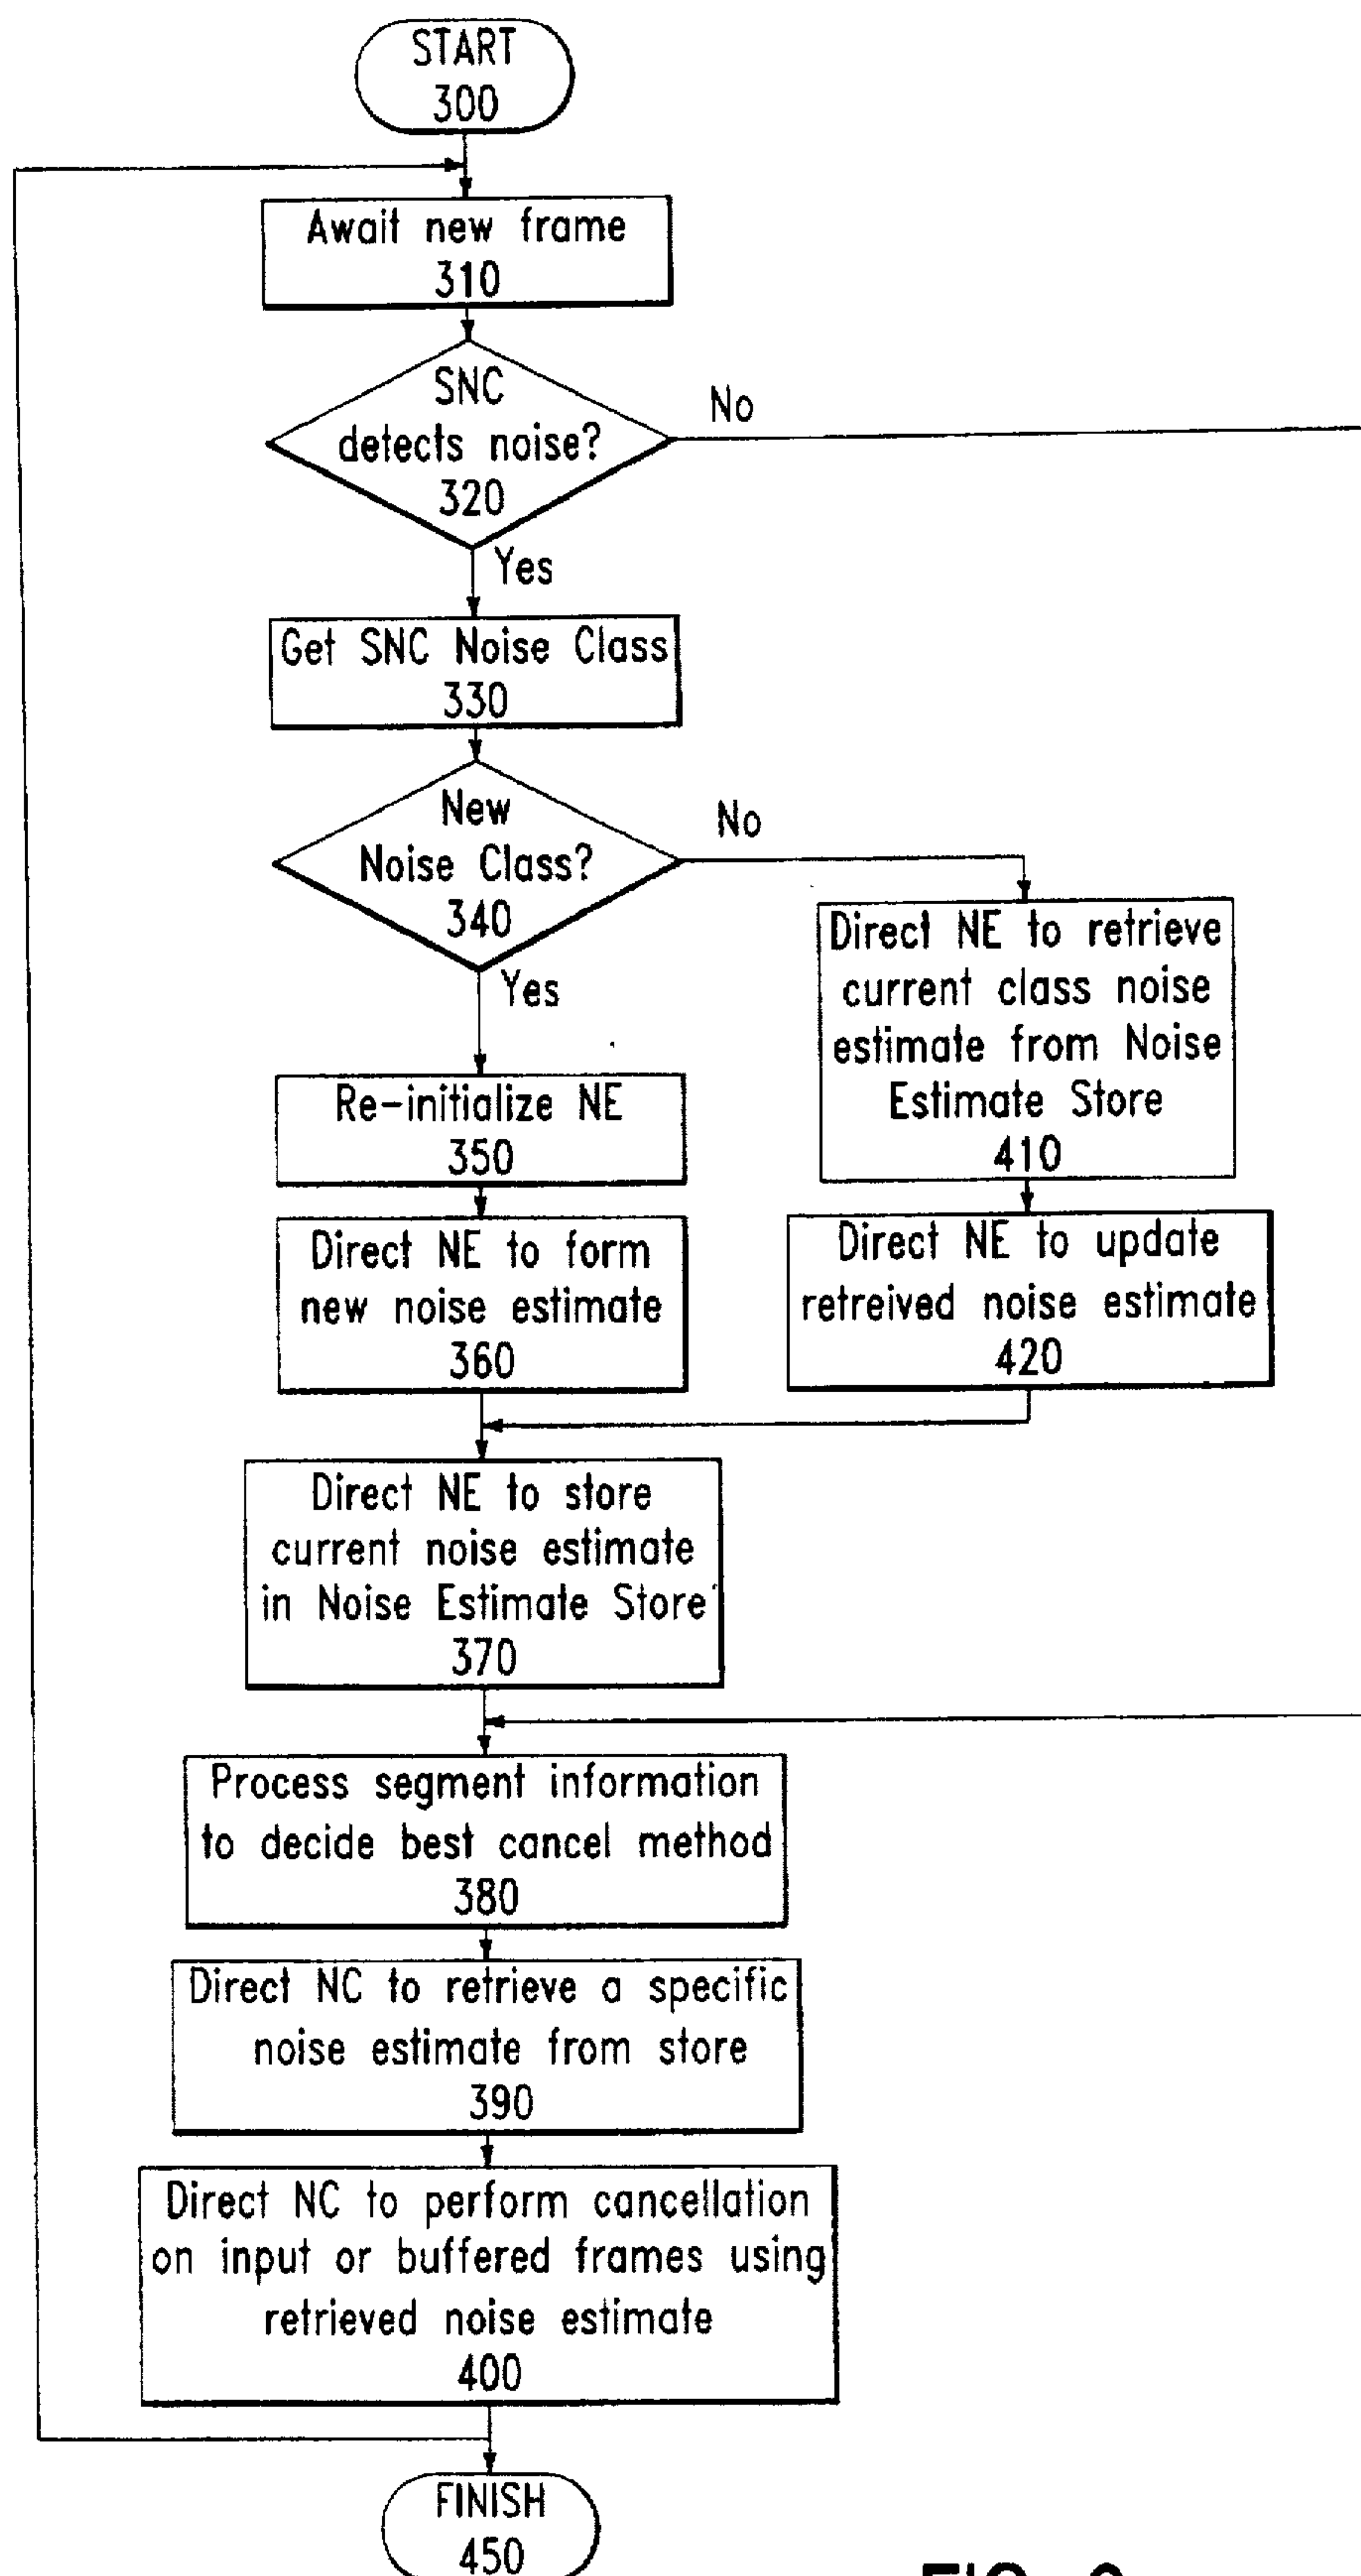 START
300
Await new frame
310
SNC
detects noise?
320
No
Yes
Get SNC Noise Class
330
New
Noise Class?
340
No
Yes
Direct NE to retrieve
current class noise
estimate from Noise
Estimate Store
410
Re-initialize NE
350
Direct NE to form
new noise estimate
360
Direct NE to update
retreived noise estimate
420
Direct NE to store
current noise estimate
in Noise Estimate Store
370
Process segment information
to decide best cancel method
380
Direct NC to retrieve a specific
noise estimate from store
390
Direct NC to perform cancellation
on input or buffered frames using
retrieved noise estimate
400
FINISH
450
FIG.